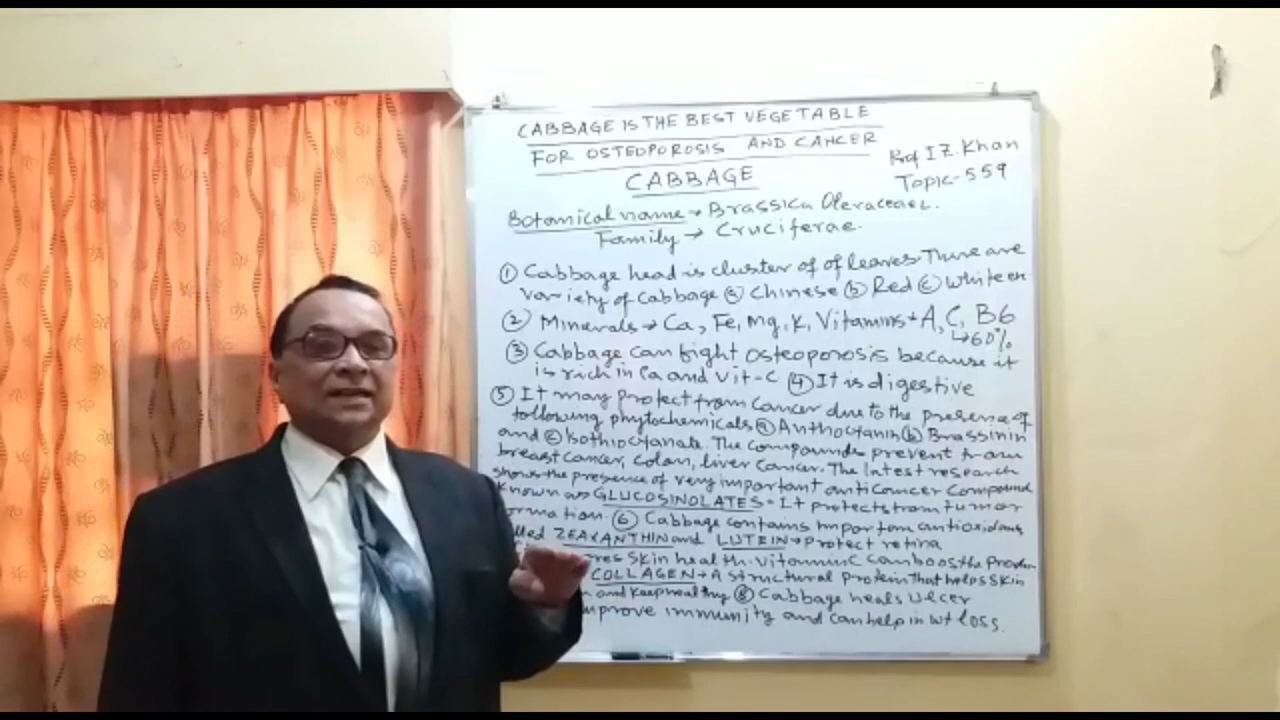 CABBAGE IS THE BEST VEGETABLE
FOR OSTEOPOROSIS AND CANCER
Prof I Z. Khan
Topic-559
CABBAGE
Botanical name → Brassica Oleraceae.
Family → Cruciferae.
① Cabbage head is cluster of of leaves. There are
variety of cabbage ⓐ Chinese ⓑ Red ⓒ White en
② Minerals → Ca, Fe, Mg, K, Vitamins → A, C, B6
↳ 60%
③ Cabbage can fight osteoporosis because it
is rich in Ca and Vit-C ④ It is digestive
⑤ It may protect from cancer due to the presence of
following phytochemicals ⓐ Anthocyanin ⓑ Brassinin
and ⓒ Isothiocyanate. The compounds prevent from
breast cancer, colon, liver cancer. The latest research
shows the presence of very important anticancer compound
known as GLUCOSINOLATES - It protects from tumor
formation. ⑥ Cabbage contains important antioxidants
lled ZEAXANTHIN and LUTEIN → protect retina
res skin health. Vitamin C can boost the
COLLAGEN → A structural protein that helps skin
and keep healthy ⑧ Cabbage heals ulcer
improve immunity and can help in wt loss.